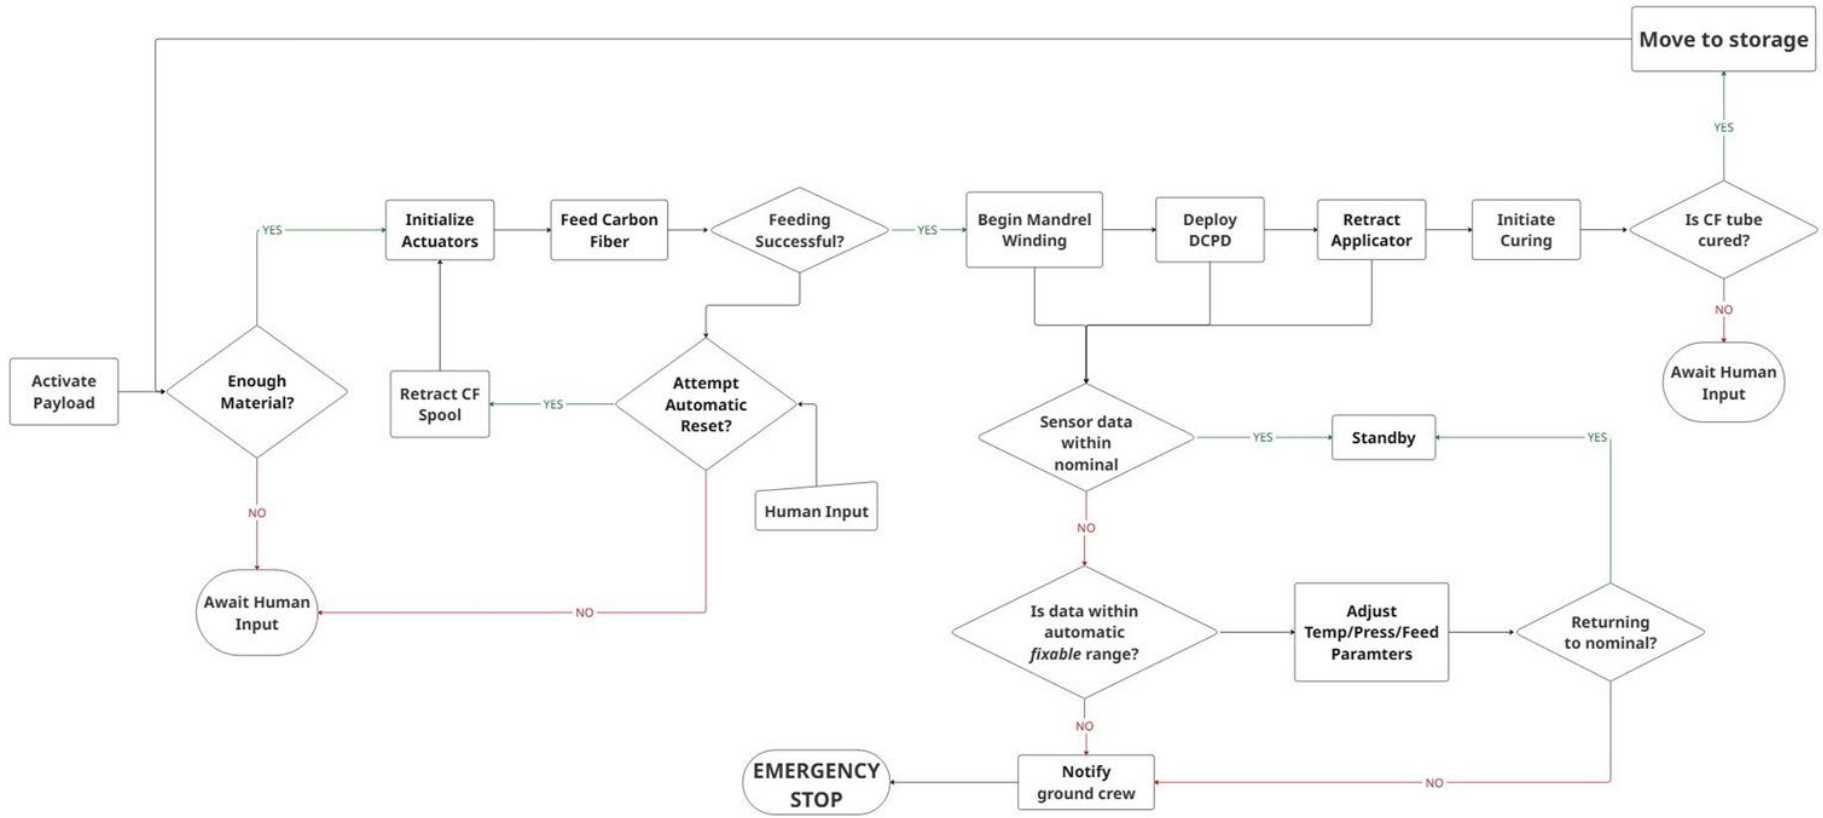 Move to storage
YES
YES
Initialize
Actuators
Feed Carbon
Fiber
Feeding
Successful?
YES
Begin Mandrel
Winding
Deploy
DCPD
Retract
Applicator
Initiate
Curing
Is CF tube
cured?
NO
Await Human
Input
Activate
Payload
Enough
Material?
Retract CF
Spool
YES
Attempt
Automatic
Reset?
Human Input
NO
Await Human
Input
NO
Sensor data
within
nominal
YES
Standby
YES
NO
Is data within
automatic
fixable range?
Adjust
Temp/Press/Feed
Paramters
Returning
to nominal?
NO
EMERGENCY
STOP
Notify
ground crew
NO